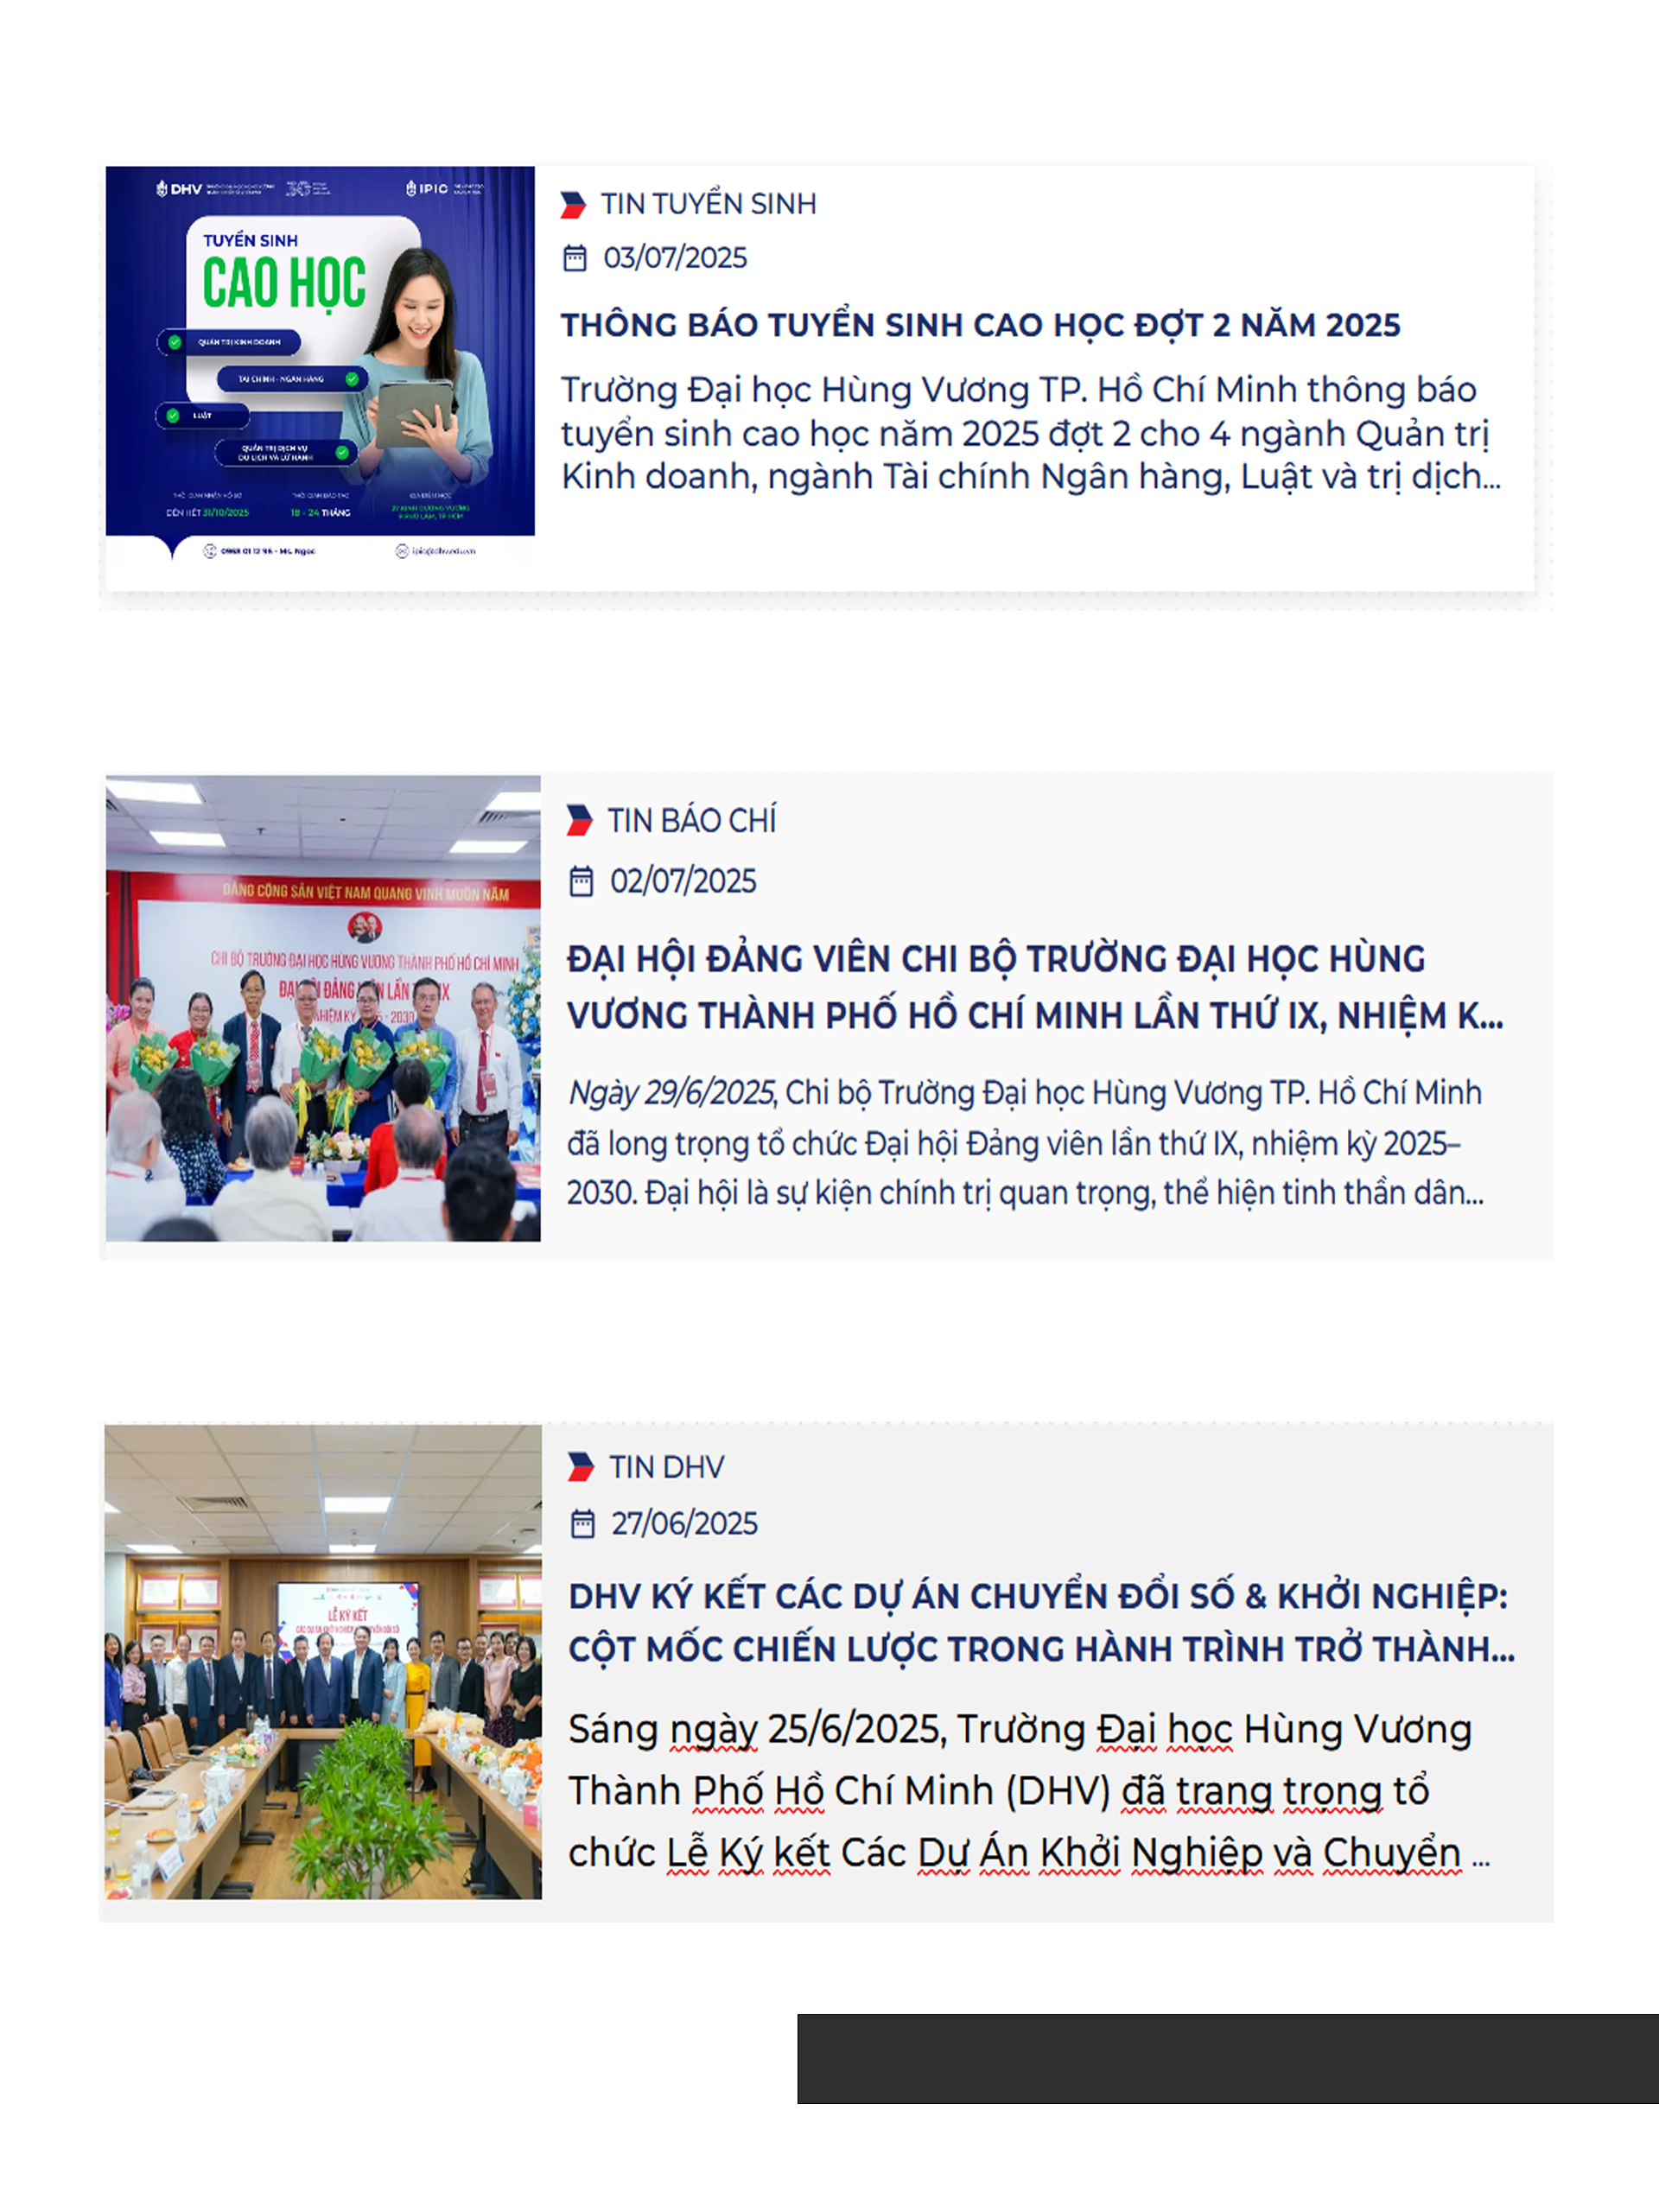 DHV
IPIC
TUYỂN SINH
CAO HỌC
QUẢN TRỊ KINH DOANH
TÀI CHÍNH - NGÂN HÀNG
LUẬT
QUẢN TRỊ DỊCH VỤ
DU LỊCH VÀ LỮ HÀNH
ĐẾN HẾT 31/10/2025
18 - 24 THÁNG
0968 01 12 96 - Ms. Ngọc
ipic@dhv.edu.vn
TIN TUYỂN SINH
03/07/2025
THÔNG BÁO TUYỂN SINH CAO HỌC ĐỢT 2 NĂM 2025
Trường Đại học Hùng Vương TP. Hồ Chí Minh thông báo
tuyển sinh cao học năm 2025 đợt 2 cho 4 ngành Quản trị
Kinh doanh, ngành Tài chính Ngân hàng, Luật và trị dịch...
ĐẢNG CỘNG SẢN VIỆT NAM QUANG VINH MUÔN NĂM
CHI BỘ TRƯỜNG ĐẠI HỌC HÙNG VƯƠNG THÀNH PHỐ HỒ CHÍ MINH
TIN BÁO CHÍ
02/07/2025
ĐẠI HỘI ĐẢNG VIÊN CHI BỘ TRƯỜNG ĐẠI HỌC HÙNG
VƯƠNG THÀNH PHỐ HỒ CHÍ MINH LẦN THỨ IX, NHIỆM K...
Ngày 29/6/2025, Chi bộ Trường Đại học Hùng Vương TP. Hồ Chí Minh
đã long trọng tổ chức Đại hội Đảng viên lần thứ IX, nhiệm kỳ 2025–
2030. Đại hội là sự kiện chính trị quan trọng, thể hiện tinh thần dân...
LỄ KÝ KẾT
TIN DHV
27/06/2025
DHV KÝ KẾT CÁC DỰ ÁN CHUYỂN ĐỔI SỐ & KHỞI NGHIỆP:
CỘT MỐC CHIẾN LƯỢC TRONG HÀNH TRÌNH TRỞ THÀNH...
Sáng ngày 25/6/2025, Trường Đại học Hùng Vương
Thành Phố Hồ Chí Minh (DHV) đã trang trọng tổ
chức Lễ Ký kết Các Dự Án Khởi Nghiệp và Chuyển ...